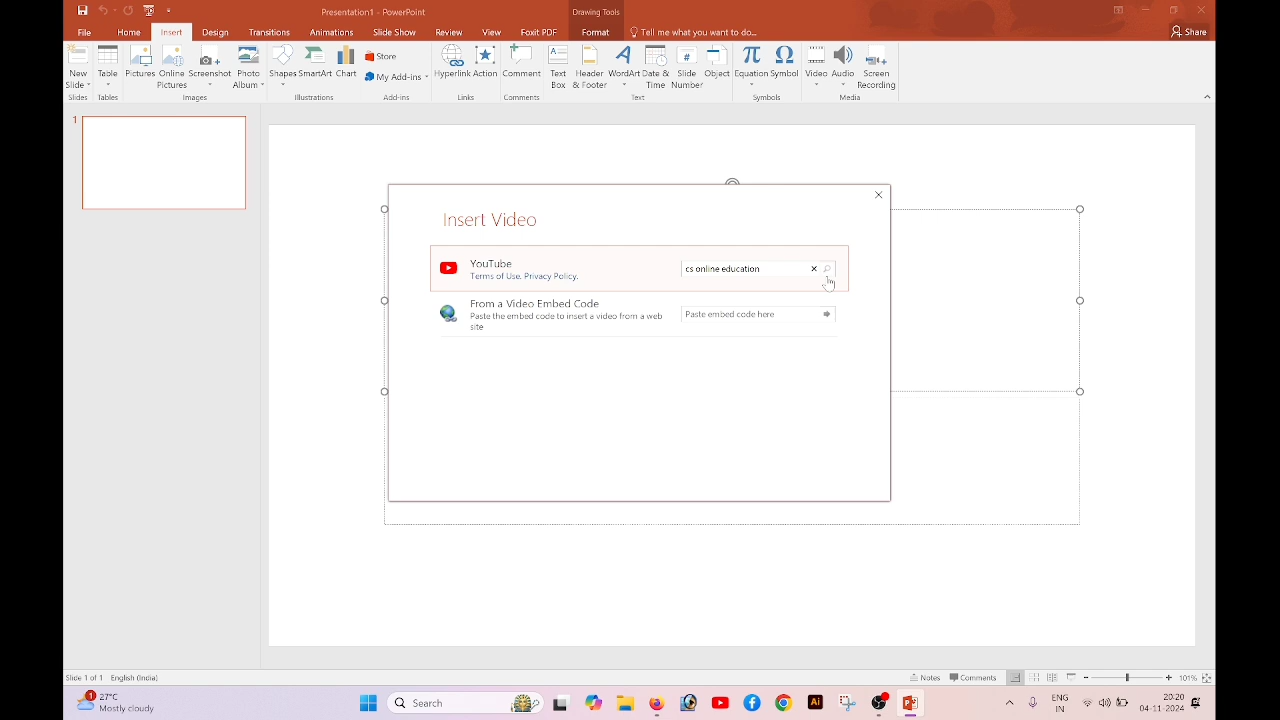 Presentation1 - PowerPoint
Drawing Tools
File Home Insert Design Transitions Animations Slide Show Review View Foxit PDF Format Tell me what you want to do... Share
New Slide
Table
Pictures
Online Pictures
Screenshot
Photo Album
Shapes
SmartArt
Chart
Store
My Add-ins
Hyperlink
Action
Comment
Text Box
Header & Footer
WordArt
Date & Time
Slide Number
Object
Equation
Symbol
Video
Audio
Screen Recording
Slides Tables Images Illustrations Add-ins Links Comments Text Symbols Media
1
Insert Video
YouTube
Terms of Use. Privacy Policy.
cs online education
From a Video Embed Code
Paste the embed code to insert a video from a web
site
Paste embed code here
Slide 1 of 1 English (India) Notes Comments 101%
1
27°C
Mostly cloudy
Search
Ai
ENG
IN
20:20
04-11-2024